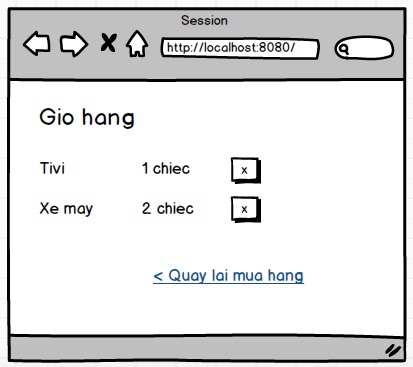 Session
http://localhost:8080/
Gio hang
Tivi 1 chiec x
Xe may 2 chiec x
< Quay lai mua hang